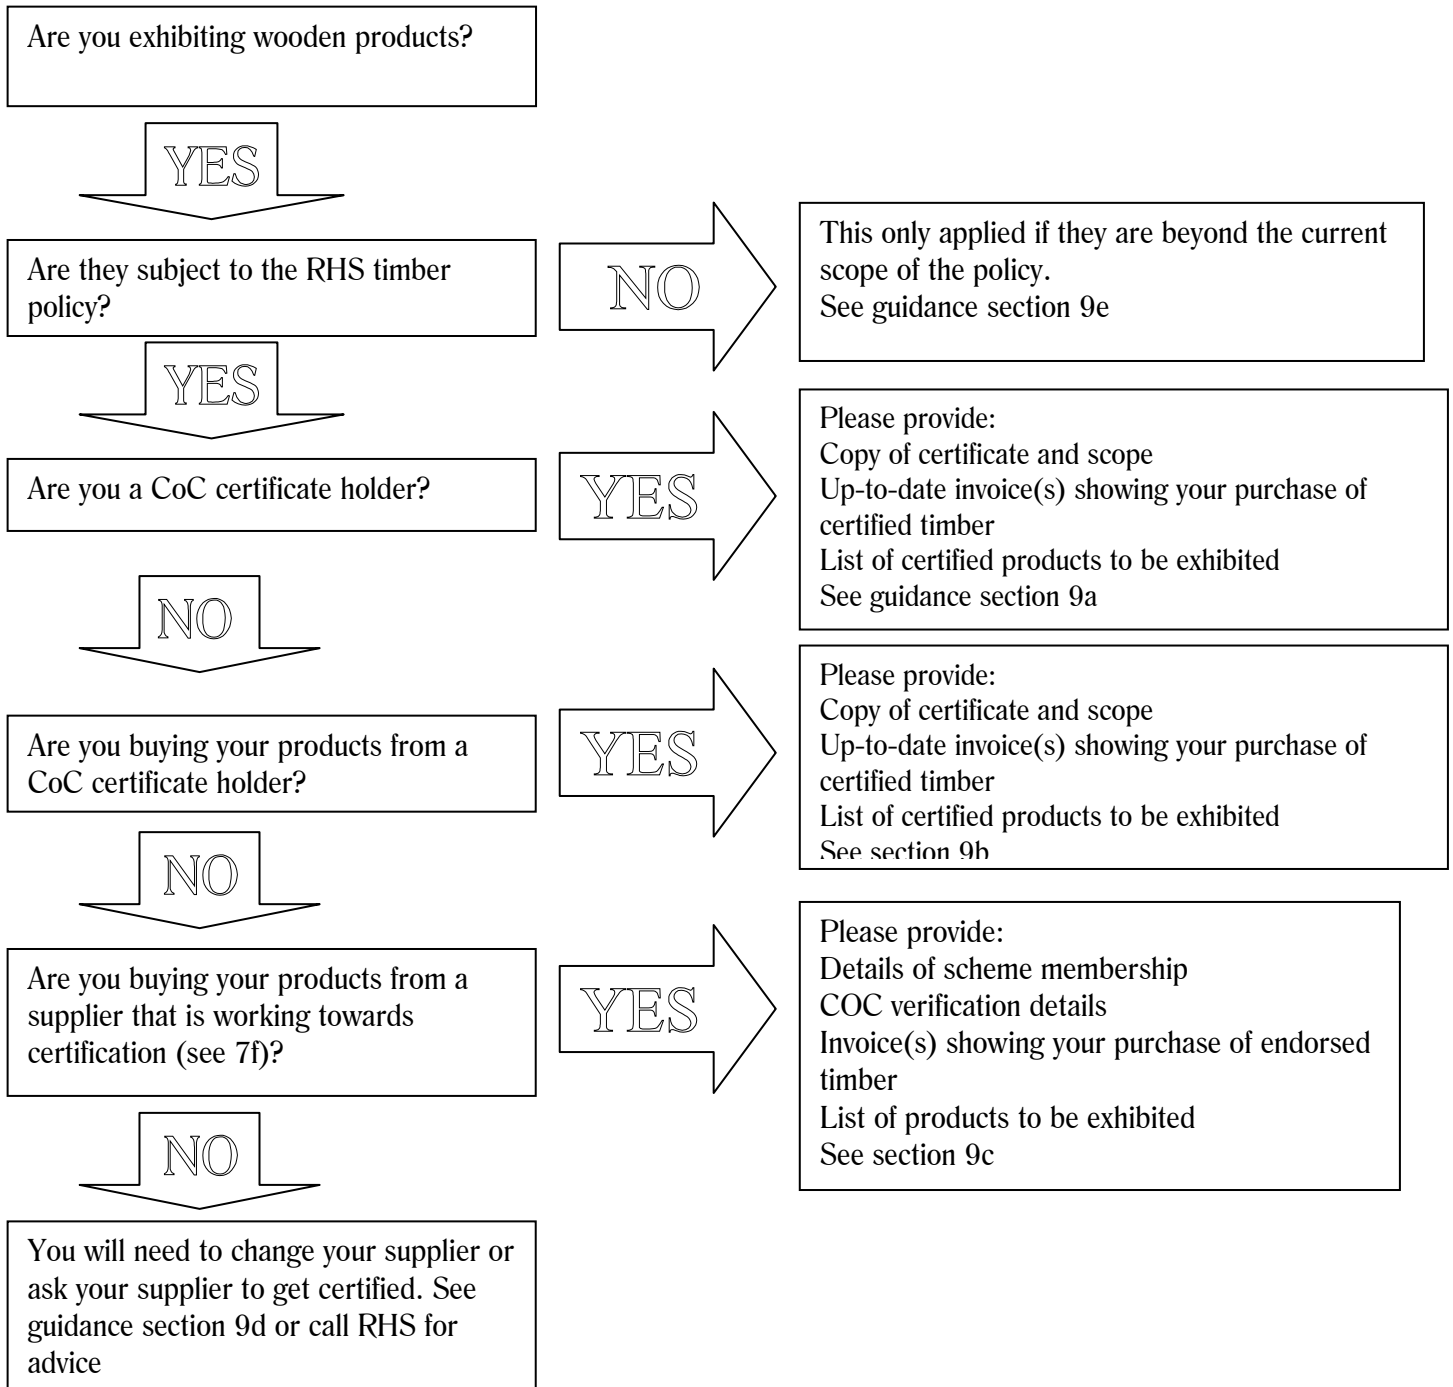 Are you exhibiting wooden products?
YES
Are they subject to the RHS timber
policy?
NO
This only applied if they are beyond the current
scope of the policy.
See guidance section 9e
YES
Are you a CoC certificate holder?
YES
Please provide:
Copy of certificate and scope
Up-to-date invoice(s) showing your purchase of
certified timber
List of certified products to be exhibited
See guidance section 9a
NO
Are you buying your products from a
CoC certificate holder?
YES
Please provide:
Copy of certificate and scope
Up-to-date invoice(s) showing your purchase of
certified timber
List of certified products to be exhibited
See section 9b
NO
Are you buying your products from a
supplier that is working towards
certification (see 7f)?
YES
Please provide:
Details of scheme membership
COC verification details
Invoice(s) showing your purchase of endorsed
timber
List of products to be exhibited
See section 9c
NO
You will need to change your supplier or
ask your supplier to get certified. See
guidance section 9d or call RHS for
advice